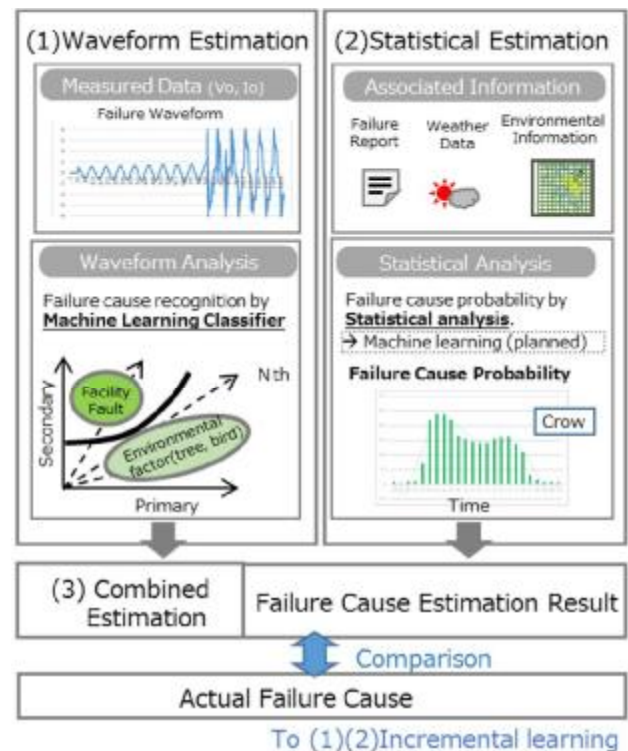 (1)Waveform Estimation
Measured Data (Vo, Io)
Failure Waveform
Waveform Analysis
Failure cause recognition by
Machine Learning Classifier
Secondary
Facility
Fault
N th
Environmental
factor(tree, bird)
Primary
(2)Statistical Estimation
Associated Information
Failure
Report
Weather
Data
Environmental
Information
Statistical Analysis
Failure cause probability by
Statistical analysis.
→ Machine learning (planned)
Failure Cause Probability
Crow
Time
(3) Combined
Estimation
Failure Cause Estimation Result
Comparison
Actual Failure Cause
To (1)(2)Incremental learning